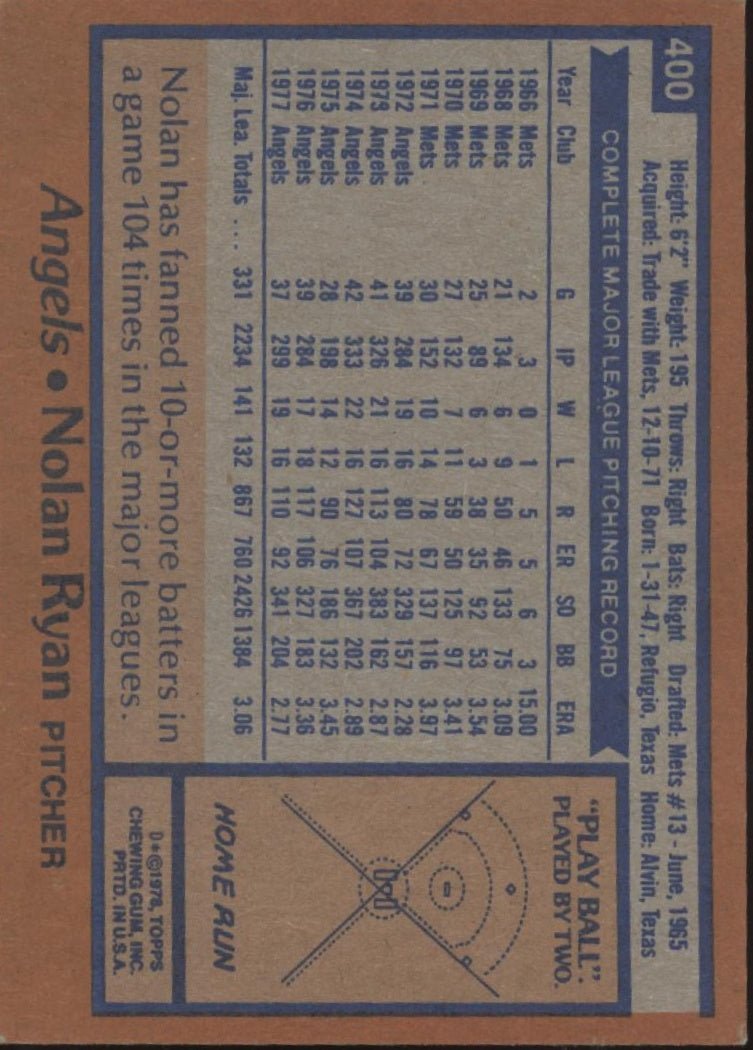 400
Height: 6'2" Weight: 195 Throws: Right Bats: Right Drafted: Mets #13 - June, 1965
Acquired: Trade with Mets, 12-10-71 Born: 1-31-47, Refugio, Texas Home: Alvin, Texas
COMPLETE MAJOR LEAGUE PITCHING RECORD
Year Club G IP W L R ER SO BB ERA
1966 Mets 2 3 0 1 5 5 6 3 15.00
1968 Mets 21 134 6 9 50 46 133 75 3.09
1969 Mets 25 89 6 3 38 35 92 53 3.54
1970 Mets 27 132 7 11 59 50 125 97 3.41
1971 Mets 30 152 10 14 78 67 137 116 3.97
1972 Angels 39 284 19 16 80 72 329 157 2.28
1973 Angels 41 326 21 16 113 104 383 162 2.87
1974 Angels 42 333 22 16 127 107 367 202 2.89
1975 Angels 28 198 14 12 90 76 186 132 3.45
1976 Angels 39 284 17 18 117 106 327 183 3.36
1977 Angels 37 299 19 16 110 92 341 204 2.77
Maj. Lea. Totals ... 331 2234 141 132 867 760 2426 1384 3.06
Nolan has fanned 10-or-more batters in
a game 104 times in the major leagues.
"PLAY BALL":
PLAYED BY TWO.
HOME RUN
D*©1978, TOPPS
CHEWING GUM, INC.
PRTD. IN U.S.A.
Angels • Nolan Ryan PITCHER